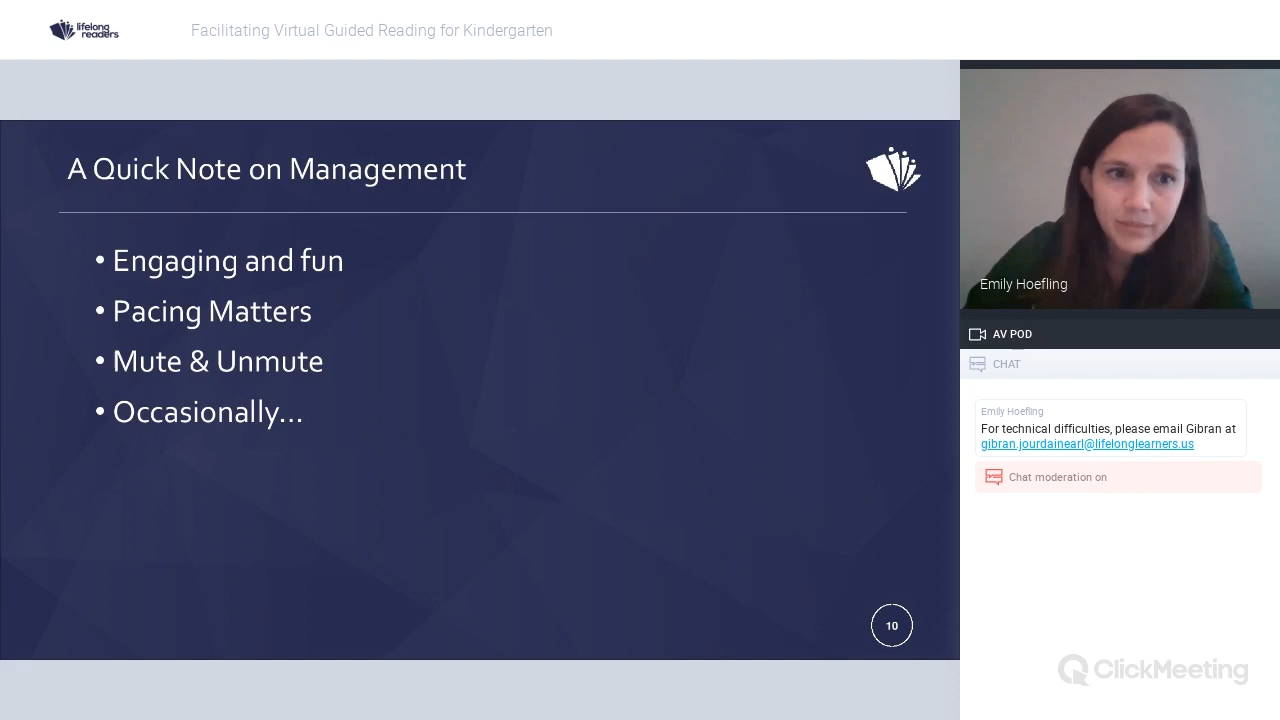 lifelong
readers
Facilitating Virtual Guided Reading for Kindergarten
A Quick Note on Management
• Engaging and fun
• Pacing Matters
• Mute & Unmute
• Occasionally...
10
Emily Hoefling
AV POD
CHAT
Emily Hoefling
For technical difficulties, please email Gibran at
gibran.jourdainearl@lifelonglearners.us
Chat moderation on
ClickMeeting